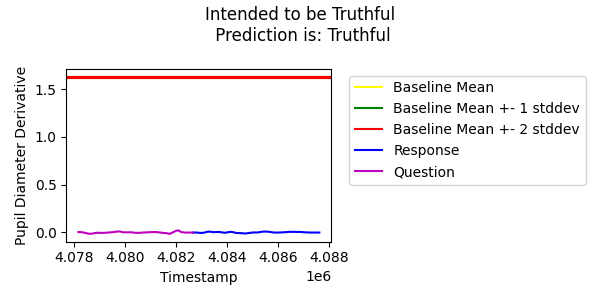 Intended to be Truthful
Prediction is: Truthful
Pupil Diameter Derivative
1.5
1.0
0.5
0.0
4.078 4.080 4.082 4.084 4.086 4.088
1e6
Timestamp
Baseline Mean
Baseline Mean +- 1 stddev
Baseline Mean +- 2 stddev
Response
Question